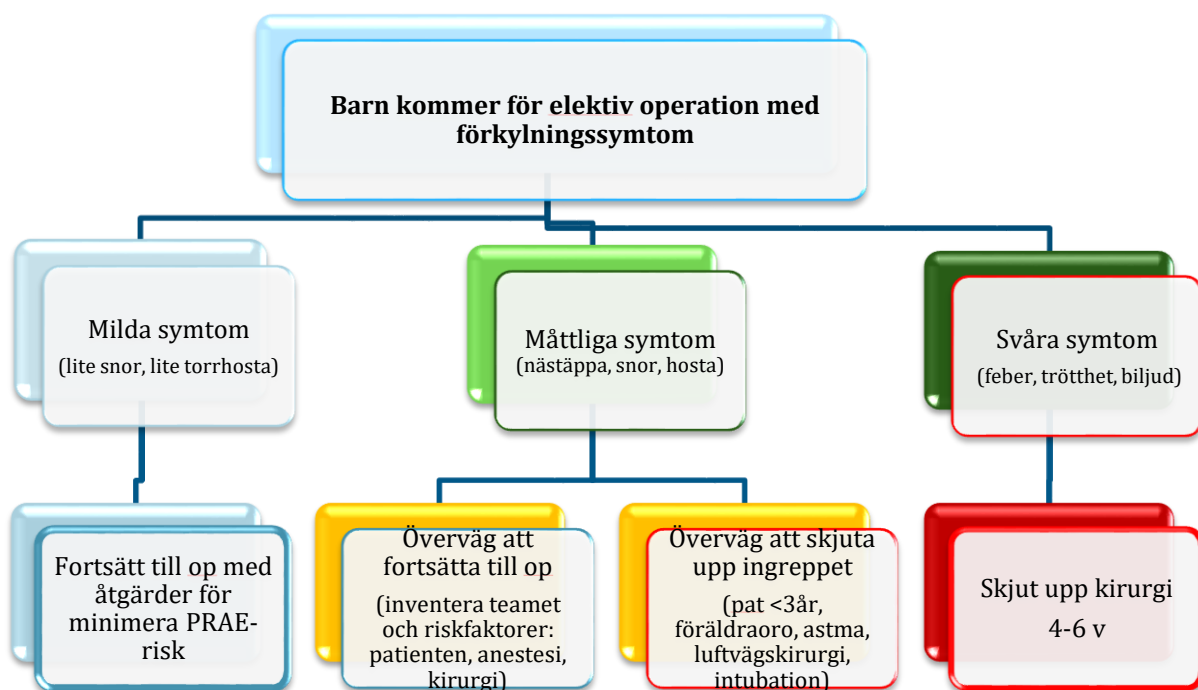 Barn kommer för elektiv operation med
förkylningssymtom
Milda symtom
(lite snor, lite torrhosta)
Måttliga symtom
(nästäppa, snor, hosta)
Svåra symtom
(feber, trötthet, biljud)
Fortsätt till op med
åtgärder för
minimera PRAE-
risk
Överväg att
fortsätta till op
(inventera teamet
och riskfaktorer:
patienten, anestesi,
kirurgi)
Överväg att skjuta
upp ingreppet
(pat <3år,
föräldraoro, astma,
luftvägskirurgi,
intubation)
Skjut upp kirurgi
4-6 v